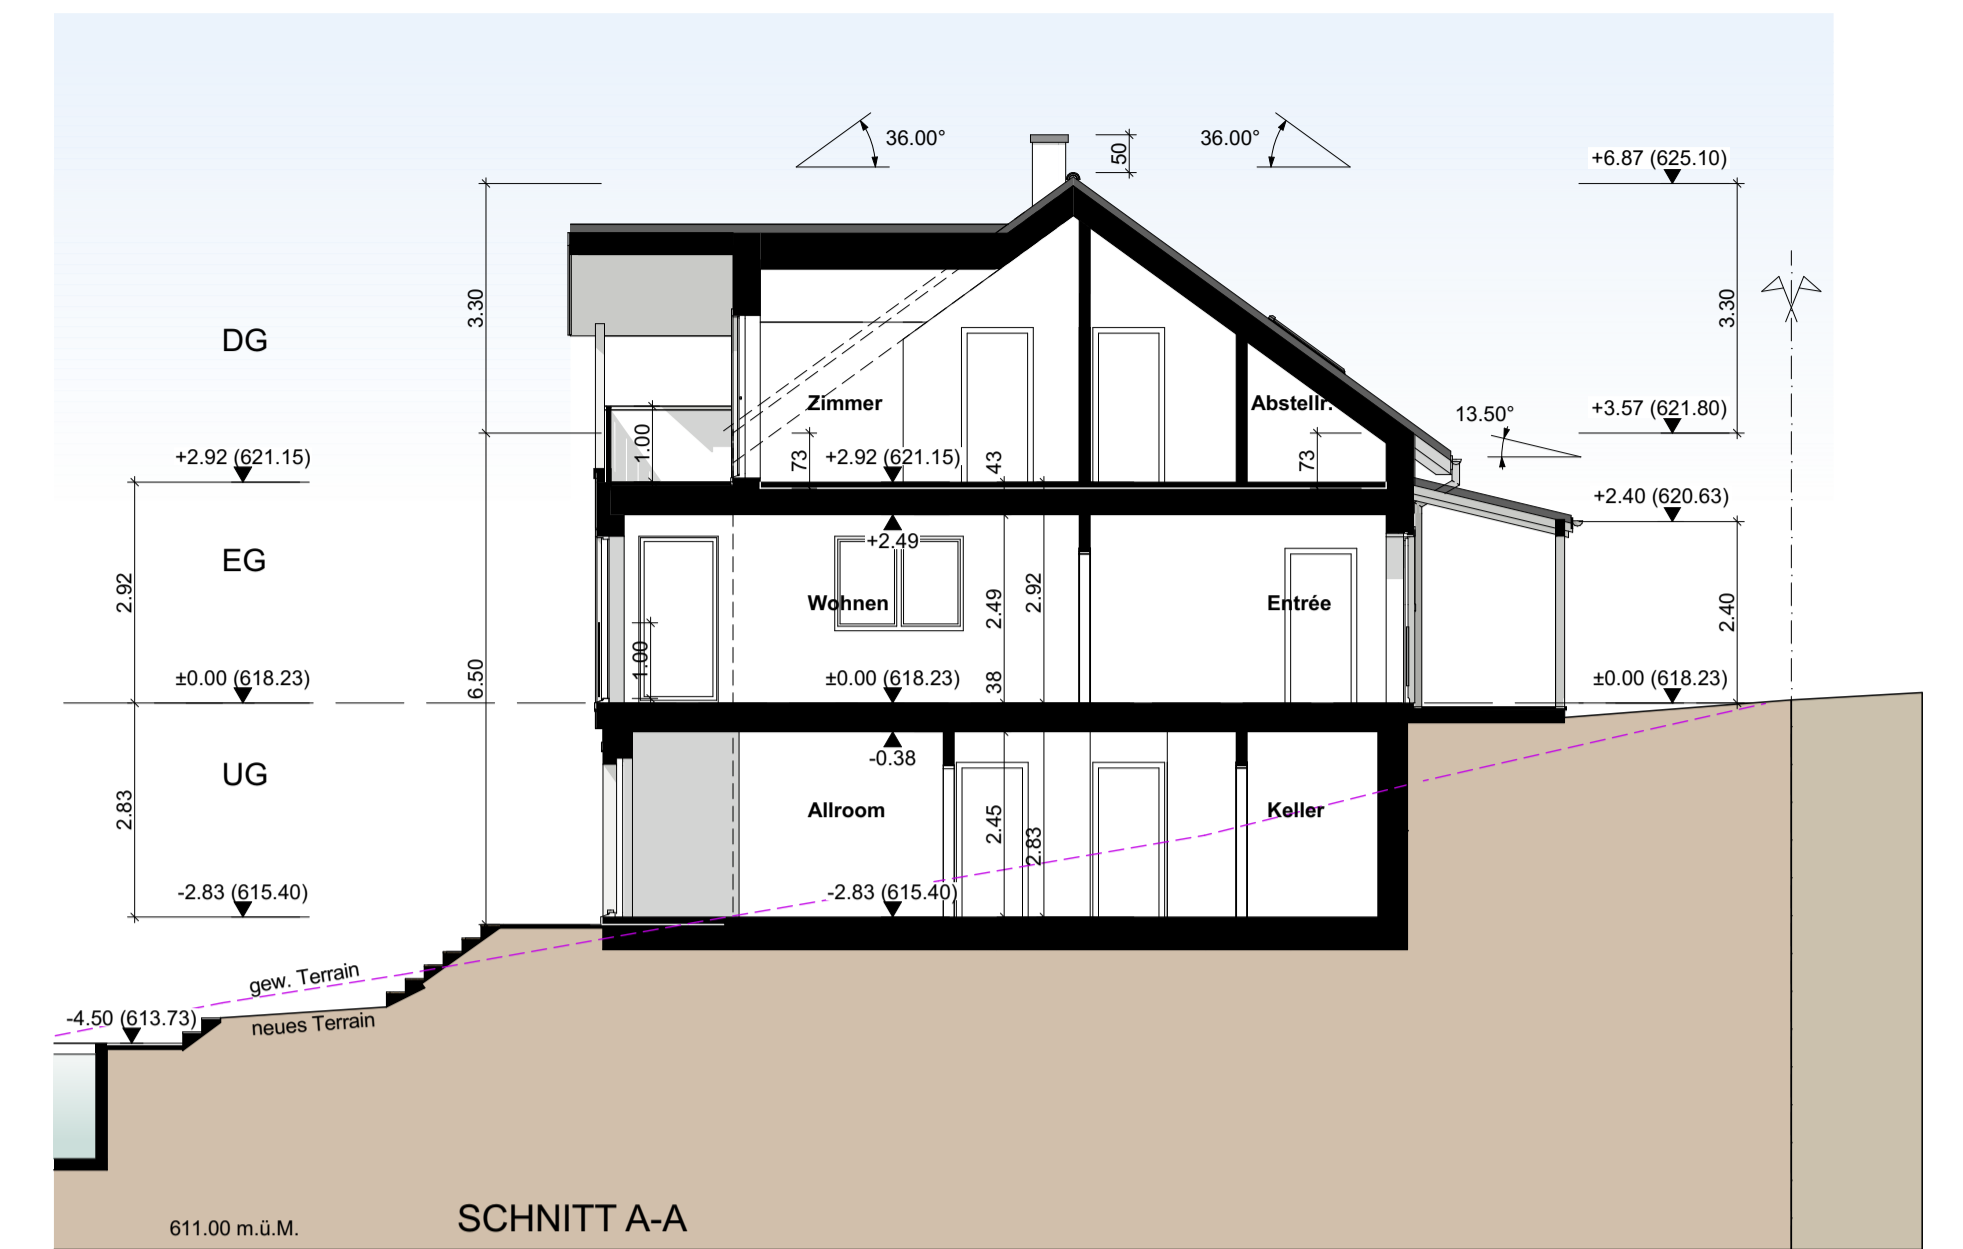 36.00°
50
36.00°
+6.87 (625.10)
3.30
3.30
DG
Zimmer
Abstellr.
13.50°
+3.57 (621.80)
1.00
73
+2.92 (621.15)
43
73
+2.92 (621.15)
+2.40 (620.63)
+2.49
EG
2.92
Wohnen
2.49
2.92
Entrée
2.40
1.00
6.50
±0.00 (618.23)
±0.00 (618.23)
38
±0.00 (618.23)
-0.38
UG
2.83
Allroom
2.45
2.83
Keller
-2.83 (615.40)
-2.83 (615.40)
gew. Terrain
-4.50 (613.73)
neues Terrain
611.00 m.ü.M.
SCHNITT A-A